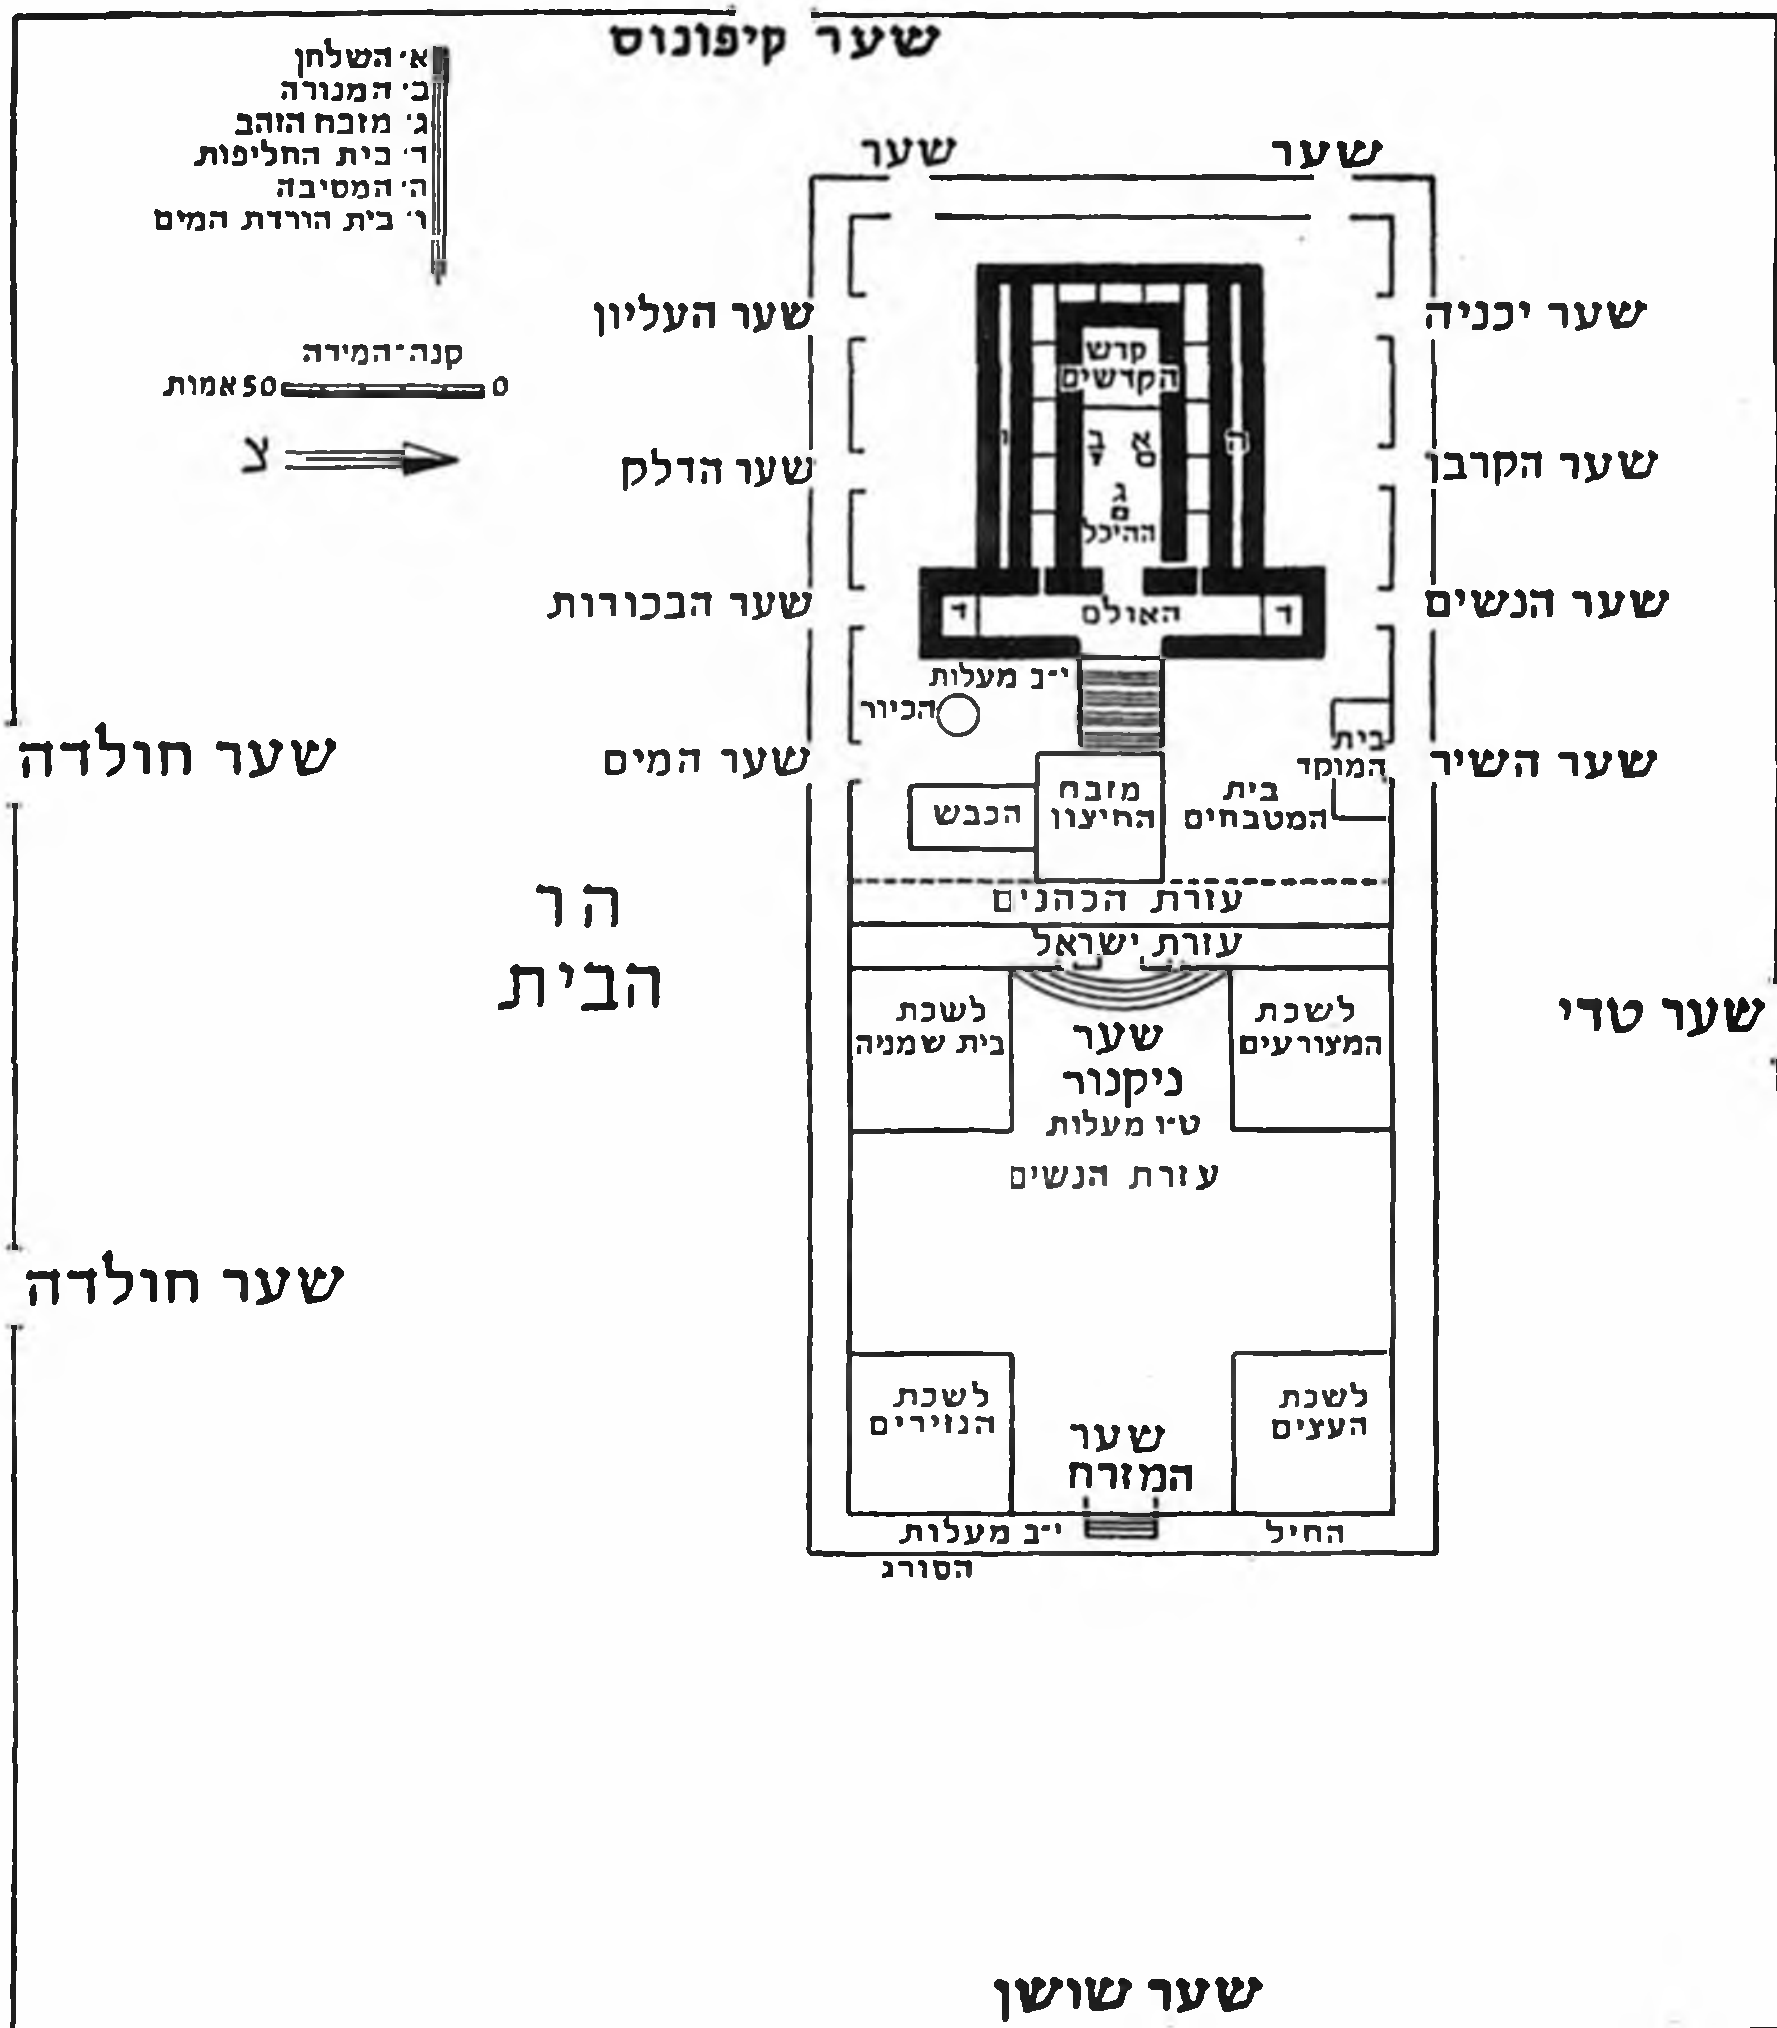 שער קיפונוס
א· השלחן
ב· המנורה
ג· מזבח הזהב
ד· בית החליפות
ה· המסיבה
ו· בית הורדת המים
קנה־המידה
0
50 אמות
צ
שער
שער
שער העליון
שער יכניה
קדש
הקדשים
שער הדלק
ו
ב
א
ה
שער הקרבן
ג
ההיכל
שער הבכורות
ד
האולם
ד
שער הנשים
י־ב מעלות
הכיור
שער חולדה
שער המים
בית
המוקד
שער השיר
הכבש
מזבח
החיצון
בית
המטבחים
הר
הבית
עזרת הכהנים
עזרת ישראל
שער טדי
לשכת
המצורעים
שער
ניקנור
ט־ו מעלות
לשכת
בית שמניה
עזרת הנשים
שער חולדה
לשכת
העצים
שער
המזרח
לשכת
הנזירים
החיל
י־ב מעלות
הסורג
שער שושן